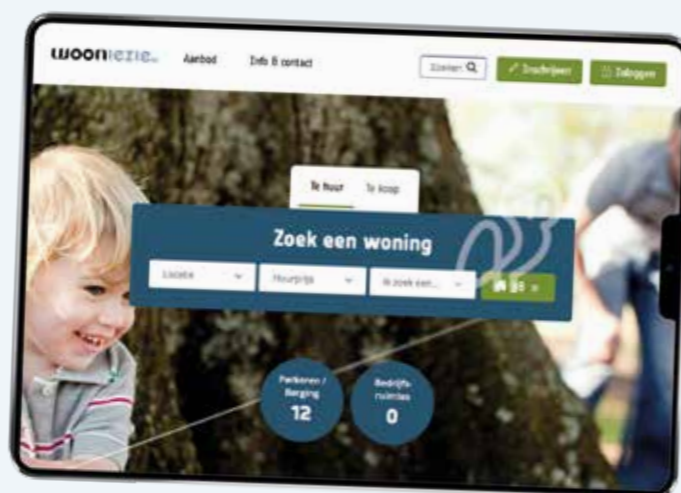 wooniezie
Aanbod
Info & contact
Zoeken
Inschrijven
Inloggen
Te huur
Te koop
Zoek een woning
Locatie
Huurprijs
Ik zoek een...
Parkeren /
Berging
12
Bedrijfs-
ruimtes
0